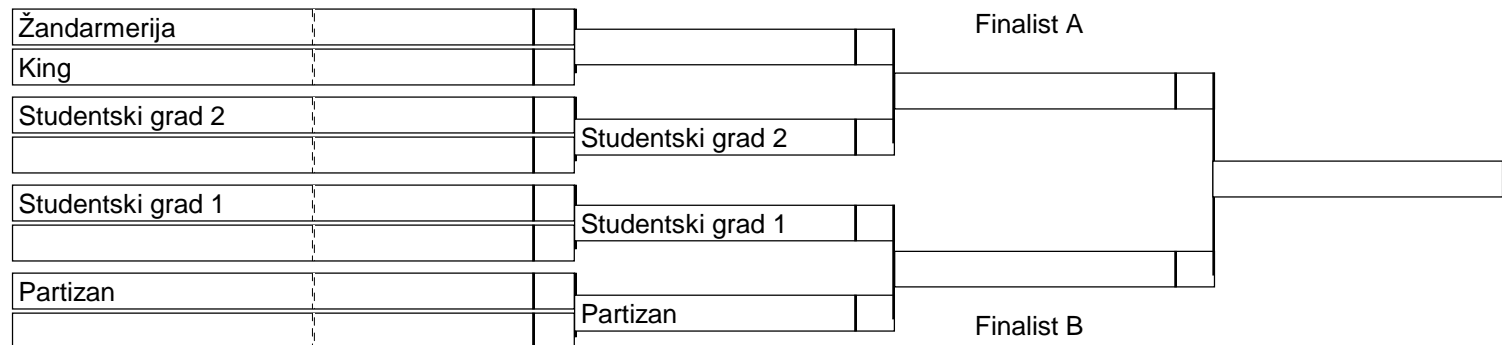 Žandarmerija
King
Studentski grad 2
Studentski grad 1
Partizan
Studentski grad 2
Studentski grad 1
Partizan
Finalist A
Finalist B